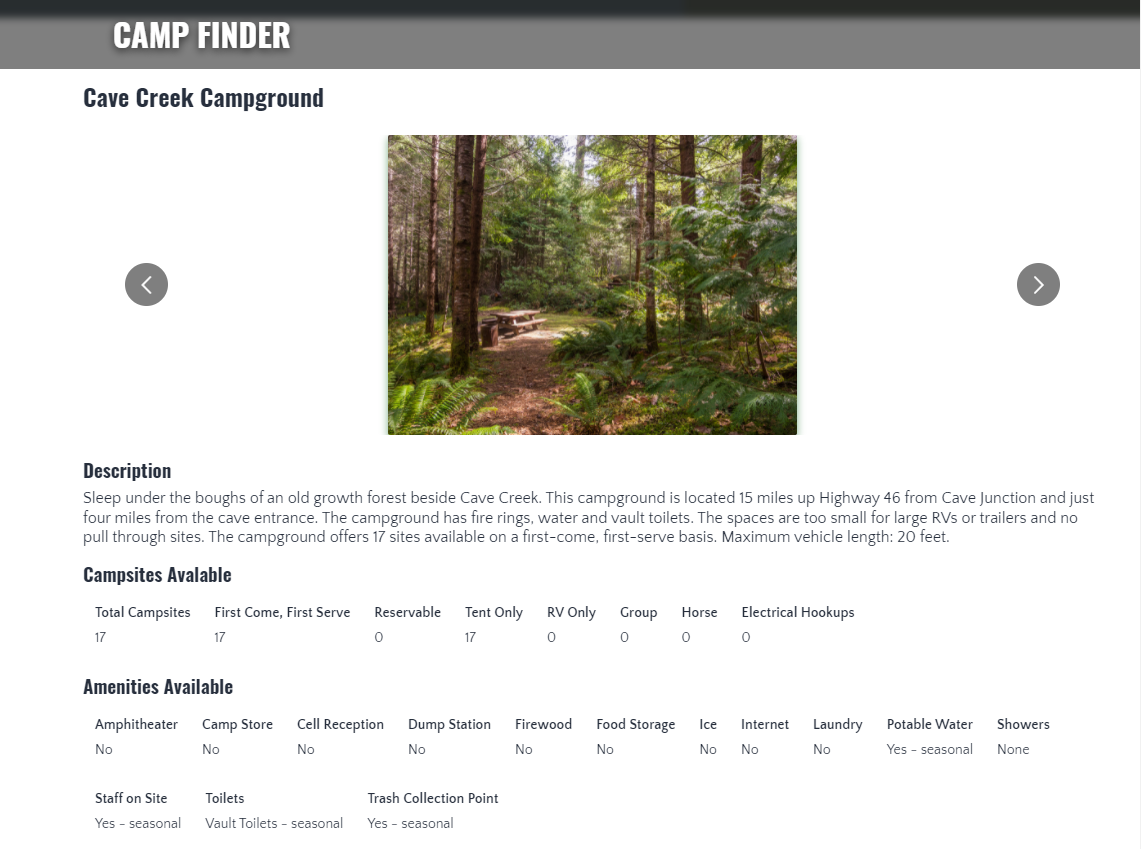 CAMP FINDER
Cave Creek Campground
Description
Sleep under the boughs of an old growth forest beside Cave Creek. This campground is located 15 miles up Highway 46 from Cave Junction and just
four miles from the cave entrance. The campground has fire rings, water and vault toilets. The spaces are too small for large RVs or trailers and no
pull through sites. The campground offers 17 sites available on a first-come, first-serve basis. Maximum vehicle length: 20 feet.
Campsites Avalable
Total Campsites First Come, First Serve Reservable Tent Only RV Only Group Horse Electrical Hookups
17 17 0 17 0 0 0 0
Amenities Available
Amphitheater Camp Store Cell Reception Dump Station Firewood Food Storage Ice Internet Laundry Potable Water Showers
No No No No No No No No No Yes - seasonal None
Staff on Site Toilets Trash Collection Point
Yes - seasonal Vault Toilets - seasonal Yes - seasonal